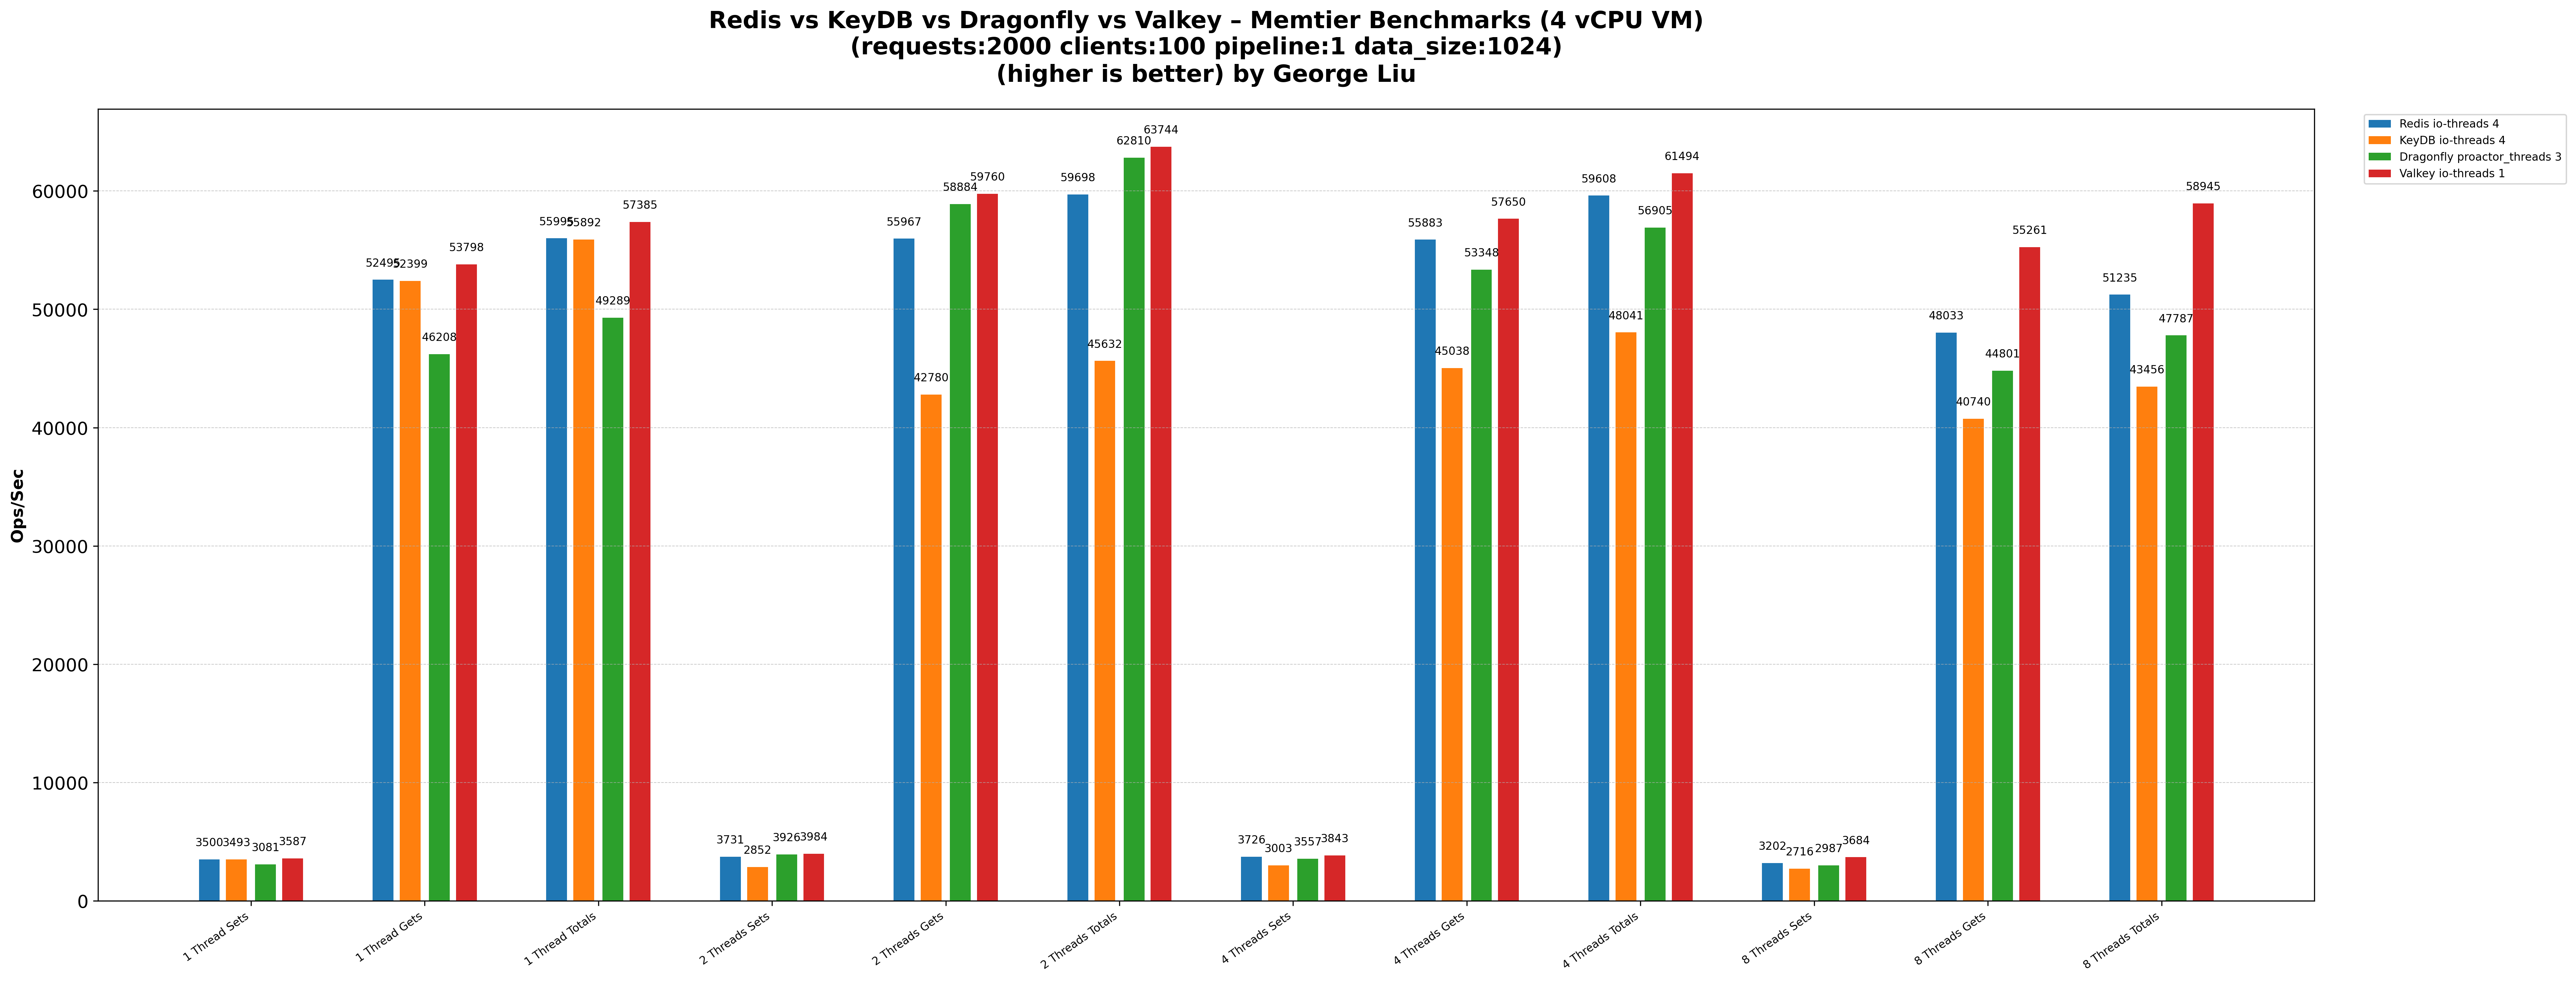 Redis vs KeyDB vs Dragonfly vs Valkey – Memtier Benchmarks (4 vCPU VM)
(requests:2000 clients:100 pipeline:1 data_size:1024)
(higher is better) by George Liu
Redis io-threads 4
KeyDB io-threads 4
Dragonfly proactor_threads 3
Valkey io-threads 1
Ops/Sec
60000
50000
40000
30000
20000
10000
0
3500 3493 3081 3587
52495 52399 46208 53798
55995 55892 49289 57385
3731 2852 3926 3984
55967 42780 58884 59760
59698 45632 62810 63744
3726 3003 3557 3843
55883 45038 53348 57650
59608 48041 56905 61494
3202 2716 2987 3684
48033 40740 44801 55261
51235 43456 47787 58945
1 Thread Sets
1 Thread Gets
1 Thread Totals
2 Threads Sets
2 Threads Gets
2 Threads Totals
4 Threads Sets
4 Threads Gets
4 Threads Totals
8 Threads Sets
8 Threads Gets
8 Threads Totals